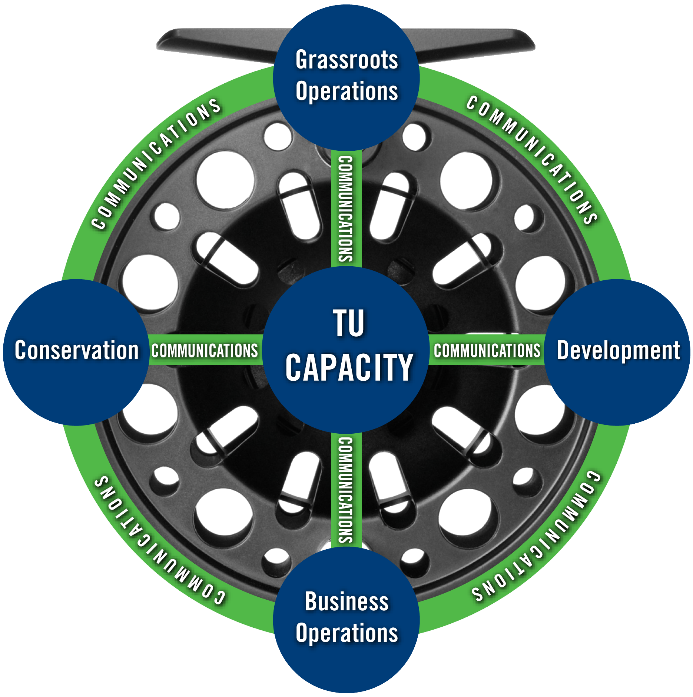 Grassroots
Operations
COMMUNICATIONS
COMMUNICATIONS
COMMUNICATIONS
Conservation
COMMUNICATIONS
TU
CAPACITY
COMMUNICATIONS
Development
COMMUNICATIONS
COMMUNICATIONS
COMMUNICATIONS
Business
Operations